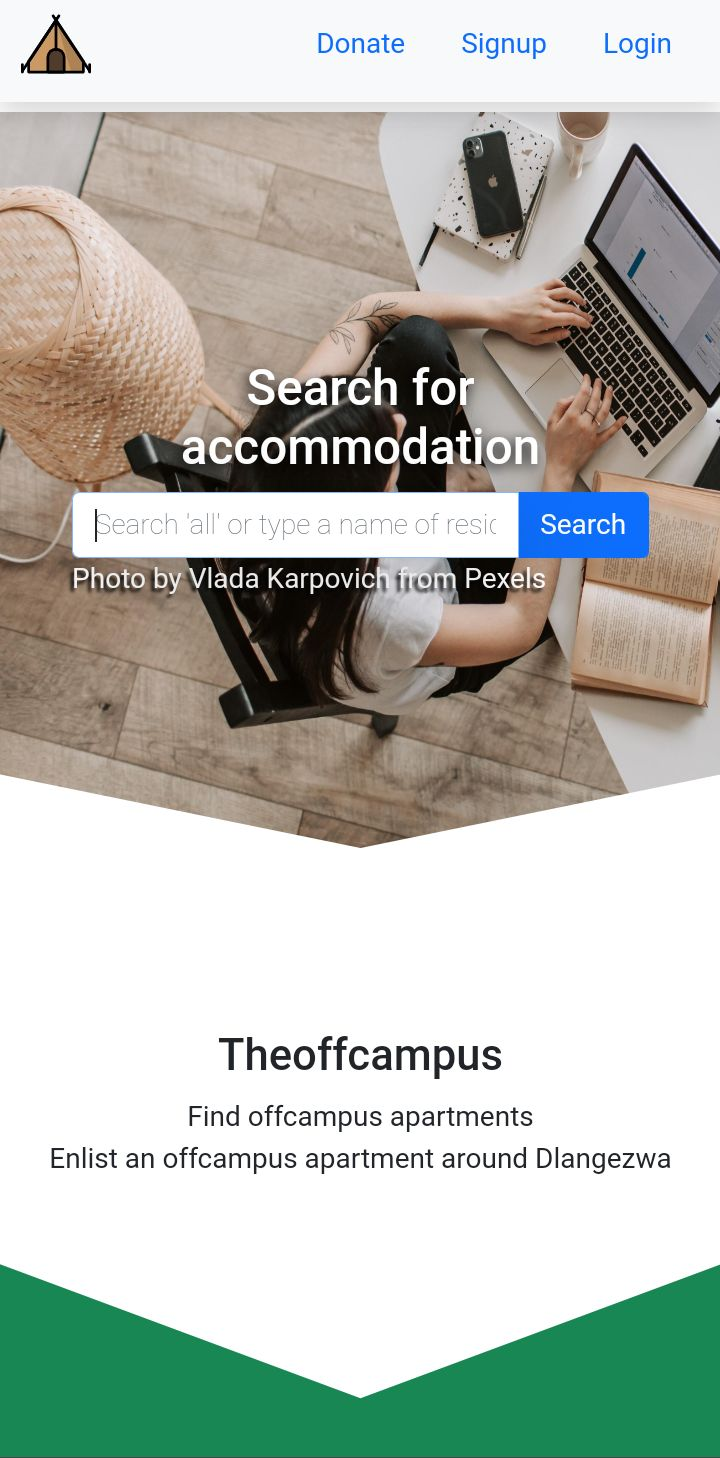 Donate Signup Login
Search for
accommodation
Search 'all' or type a name of resic Search
Photo by Vlada Karpovich from Pexels
Theoffcampus
Find offcampus apartments
Enlist an offcampus apartment around Dlangezwa